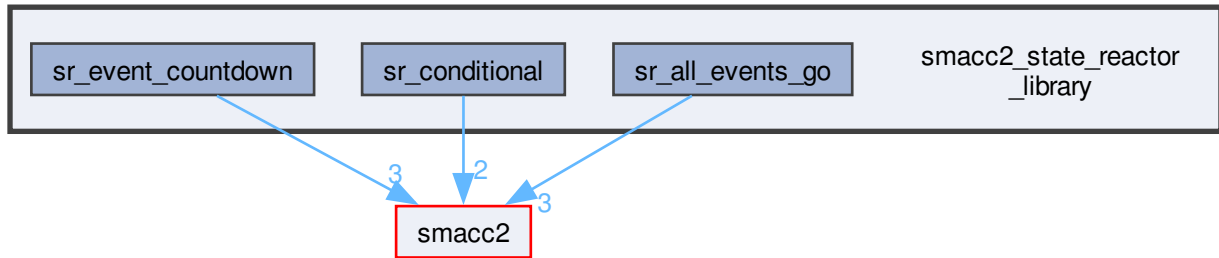 sr_event_countdown
sr_conditional
sr_all_events_go
smacc2_state_reactor
_library
3
2
3
smacc2